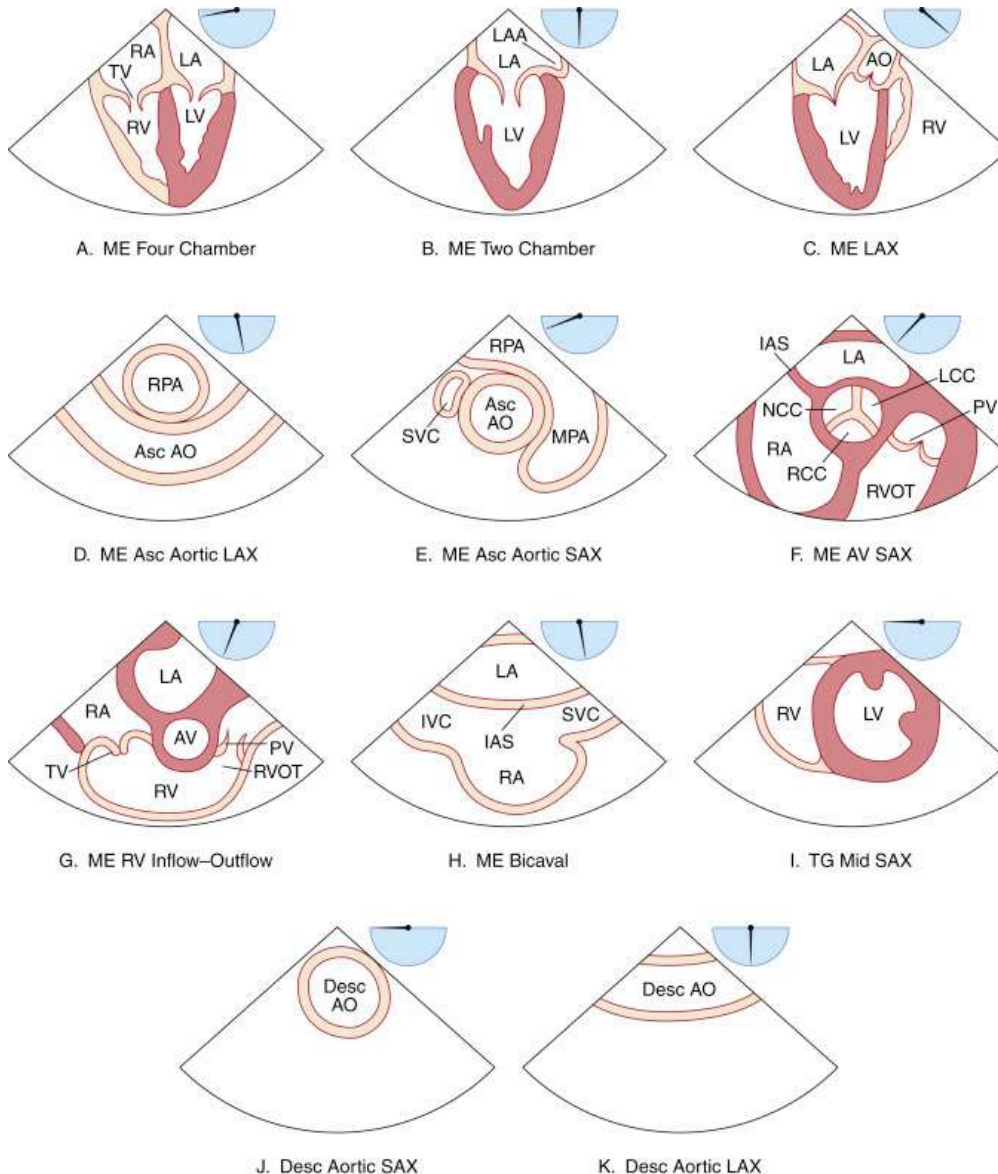 RA
LA
TV
RV
LV
A. ME Four Chamber
LAA
LA
LV
B. ME Two Chamber
LA
AO
LV
RV
C. ME LAX
RPA
Asc AO
D. ME Asc Aortic LAX
RPA
SVC
Asc
AO
MPA
E. ME Asc Aortic SAX
IAS
LA
LCC
NCC
PV
RA
RCC
RVOT
F. ME AV SAX
LA
RA
AV
TV
PV
RVOT
RV
G. ME RV Inflow–Outflow
LA
IVC
SVC
IAS
RA
H. ME Bicaval
RV
LV
I. TG Mid SAX
Desc
AO
J. Desc Aortic SAX
Desc AO
K. Desc Aortic LAX